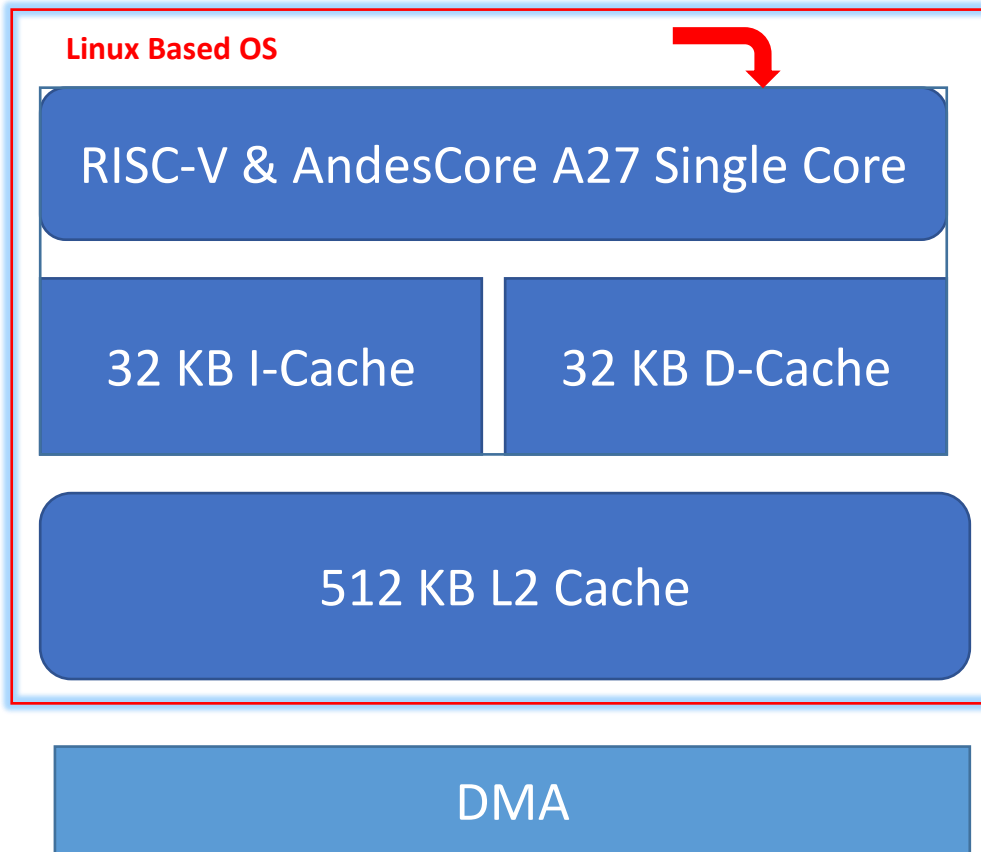 Linux Based OS
RISC-V & AndesCore A27 Single Core
32 KB I-Cache
32 KB D-Cache
512 KB L2 Cache
DMA